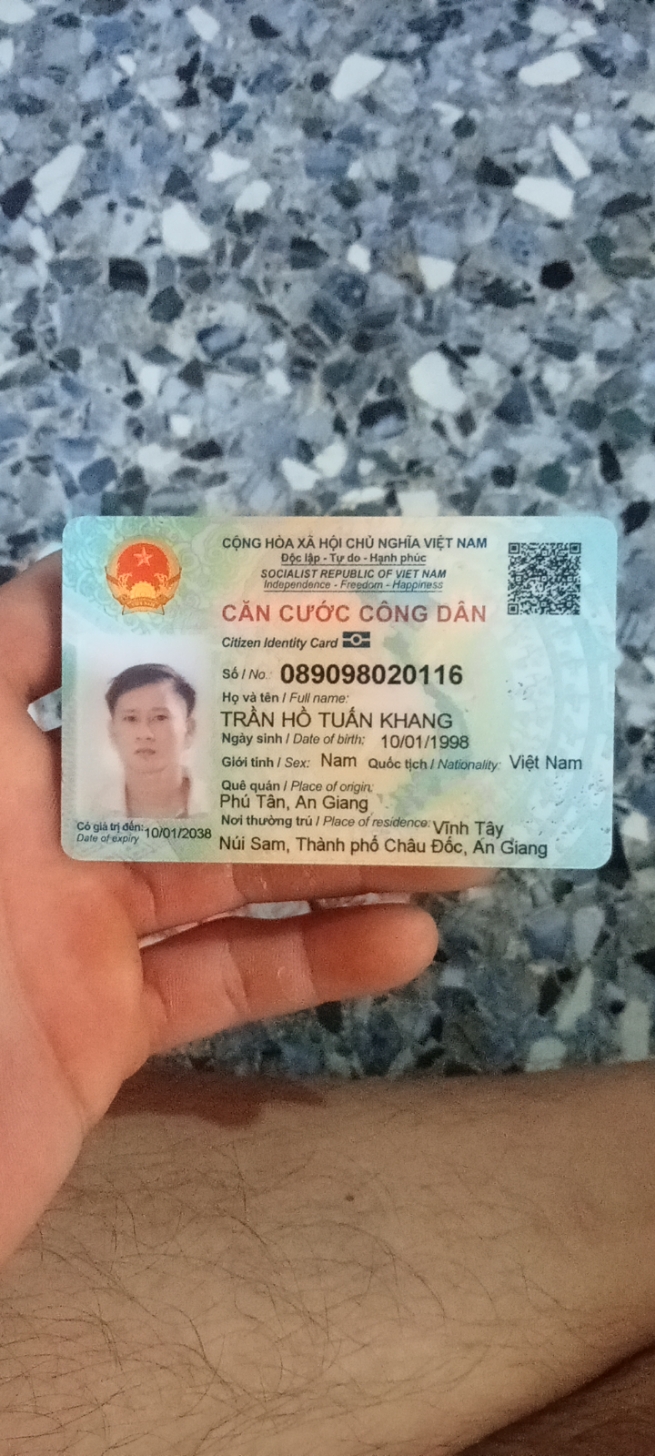 CỘNG HÒA XÃ HỘI CHỦ NGHĨA VIỆT NAM
Độc lập - Tự do - Hạnh phúc
SOCIALIST REPUBLIC OF VIET NAM
Independence - Freedom - Happiness
CĂN CƯỚC CÔNG DÂN
Citizen Identity Card
Số / No.: 089098020116
Họ và tên / Full name:
TRẦN HỒ TUẤN KHANG
Ngày sinh / Date of birth: 10/01/1998
Giới tính / Sex: Nam Quốc tịch / Nationality: Việt Nam
Quê quán / Place of origin:
Phú Tân, An Giang
Nơi thường trú / Place of residence: Vĩnh Tây
Núi Sam, Thành phố Châu Đốc, An Giang
Có giá trị đến: 10/01/2038
Date of expiry